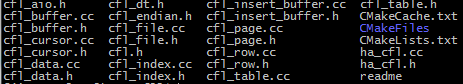 cfl_aio.h cfl_dt.h cfl_insert_buffer.cc cfl_table.h
cfl_buffer.cc cfl_endian.h cfl_insert_buffer.h CMakeCache.txt
cfl_buffer.h cfl_file.cc cfl_page.cc CMakeFiles
cfl_cursor.cc cfl_file.h cfl_page.h CMakeLists.txt
cfl_cursor.h cfl.h cfl_row.cc ha_cfl.cc
cfl_data.cc cfl_index.cc cfl_row.h ha_cfl.h
cfl_data.h cfl_index.h cfl_table.cc readme